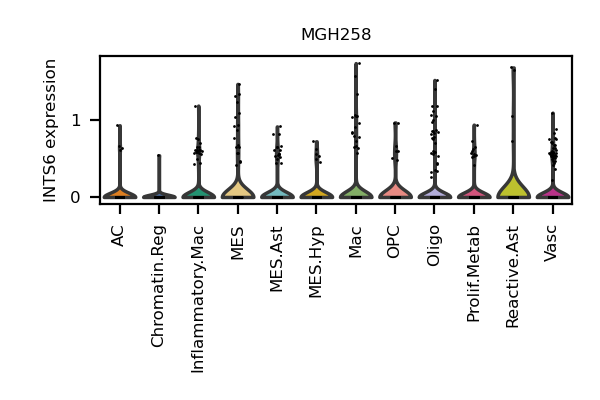 MGH258
INTS6 expression
1
0
AC
Chromatin.Reg
Inflammatory.Mac
MES
MES.Ast
MES.Hyp
Mac
OPC
Oligo
Prolif.Metab
Reactive.Ast
Vasc